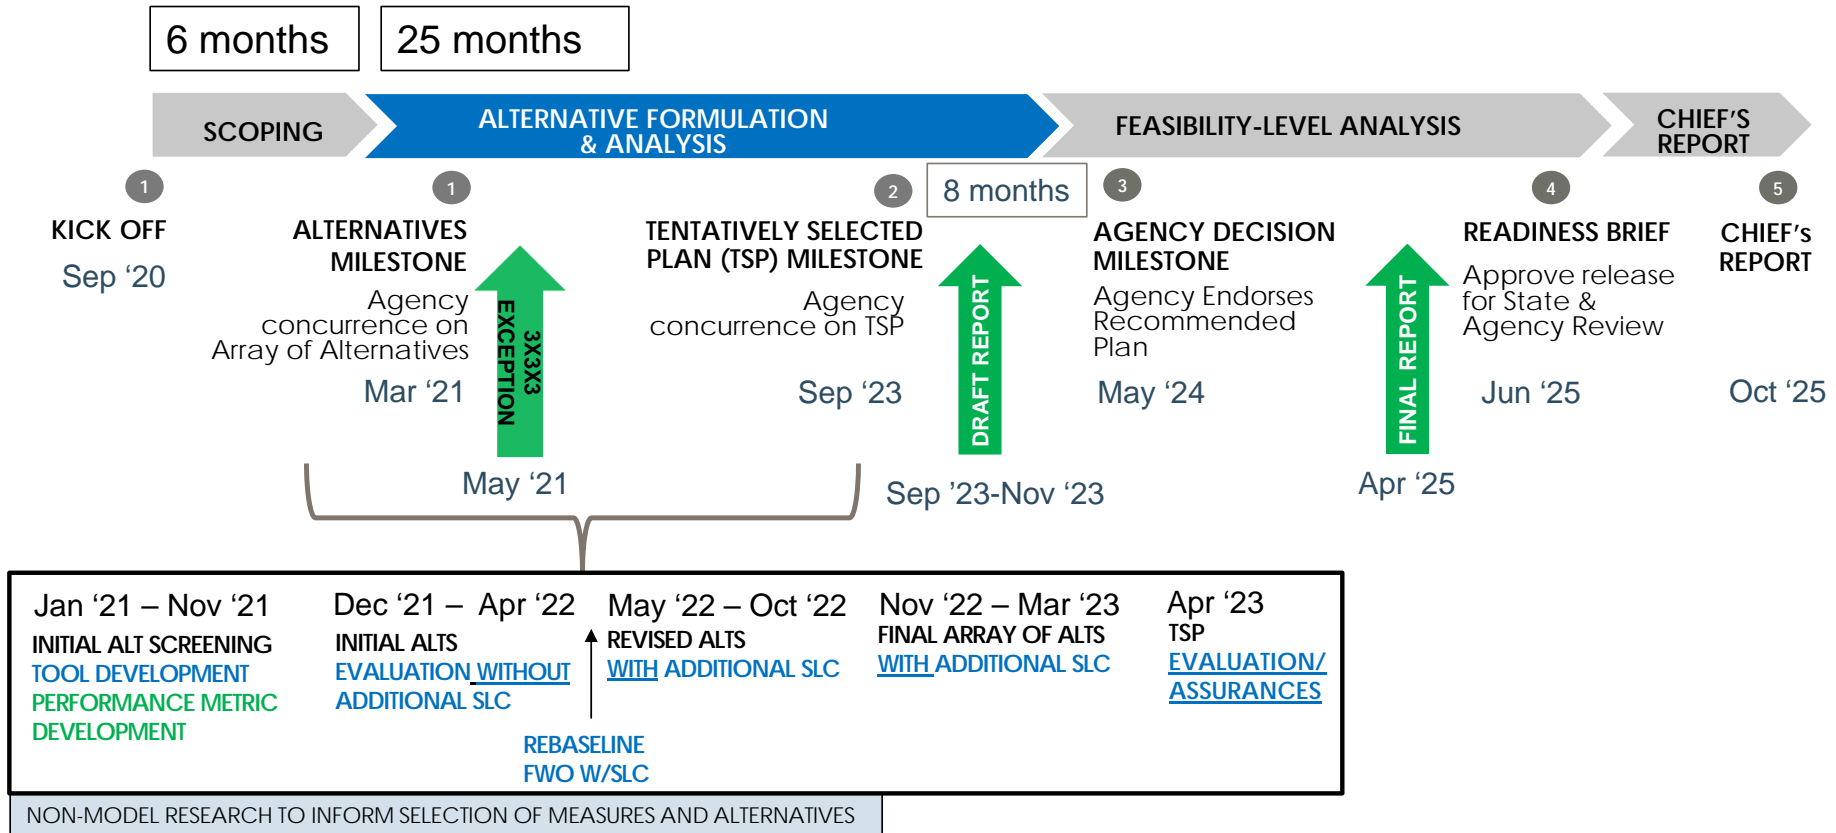 6 months
25 months
SCOPING
ALTERNATIVE FORMULATION
& ANALYSIS
FEASIBILITY-LEVEL ANALYSIS
CHIEF'S
REPORT
1
KICK OFF
Sep ‘20
1
ALTERNATIVES
MILESTONE
Agency
concurrence on
Array of Alternatives
Mar ‘21
3X3X3
EXCEPTION
May ‘21
2
TENTATIVELY SELECTED
PLAN (TSP) MILESTONE
Agency
concurrence on TSP
Sep ‘23
8 months
DRAFT REPORT
Sep ‘23-Nov ‘23
3
AGENCY DECISION
MILESTONE
Agency Endorses
Recommended
Plan
May ‘24
FINAL REPORT
Apr ‘25
4
READINESS BRIEF
Approve release
for State &
Agency Review
Jun ‘25
5
CHIEF's
REPORT
Oct ‘25
Jan ‘21 – Nov ‘21
INITIAL ALT SCREENING
TOOL DEVELOPMENT
PERFORMANCE METRIC
DEVELOPMENT
Dec ‘21 – Apr ‘22
INITIAL ALTS
EVALUATION WITHOUT
ADDITIONAL SLC
REBASELINE
FWO W/SLC
May ‘22 – Oct ‘22
REVISED ALTS
WITH ADDITIONAL SLC
Nov ‘22 – Mar ‘23
FINAL ARRAY OF ALTS
WITH ADDITIONAL SLC
Apr ‘23
TSP
EVALUATION/
ASSURANCES
NON-MODEL RESEARCH TO INFORM SELECTION OF MEASURES AND ALTERNATIVES